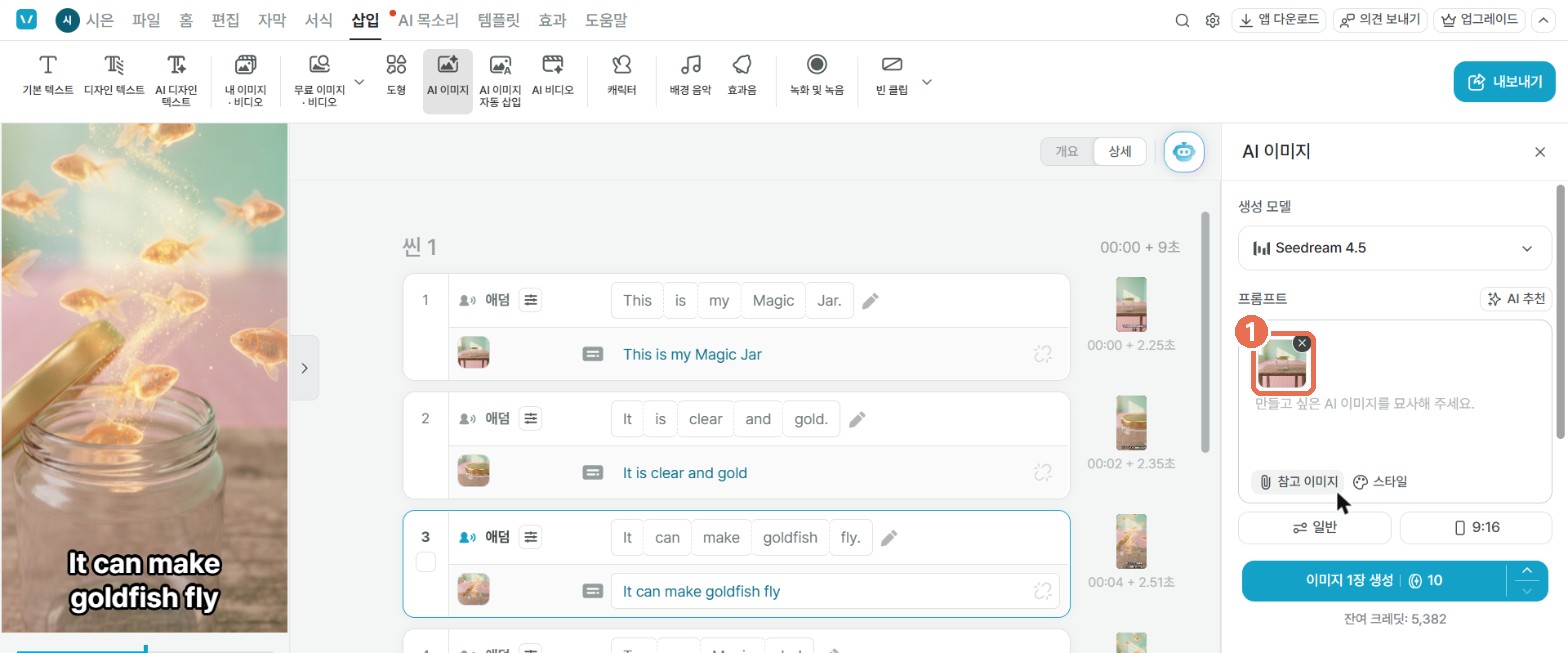 시 시은 파일 홈 편집 자막 서식 삽입 AI 목소리 템플릿 효과 도움말 앱 다운로드 의견 보내기 업그레이드
기본 텍스트 디자인 텍스트 AI 디자인
텍스트 내 이미지
· 비디오 무료 이미지
· 비디오 도형 AI 이미지 AI 이미지
자동 삽입 AI 비디오 캐릭터 배경 음악 효과음 녹화 및 녹음 빈 클립 내보내기
It can make
goldfish fly
개요 상세
씬 1 00:00 + 9초
1 애덤 This is my Magic Jar.
This is my Magic Jar 00:00 + 2.25초
2 애덤 It is clear and gold.
It is clear and gold 00:02 + 2.35초
3 애덤 It can make goldfish fly.
It can make goldfish fly 00:04 + 2.51초
AI 이미지
생성 모델
Seedream 4.5
프롬프트 AI 추천
1
만들고 싶은 AI 이미지를 묘사해 주세요.
참고 이미지 스타일
일반 9:16
이미지 1장 생성 10
잔여 크레딧: 5,382